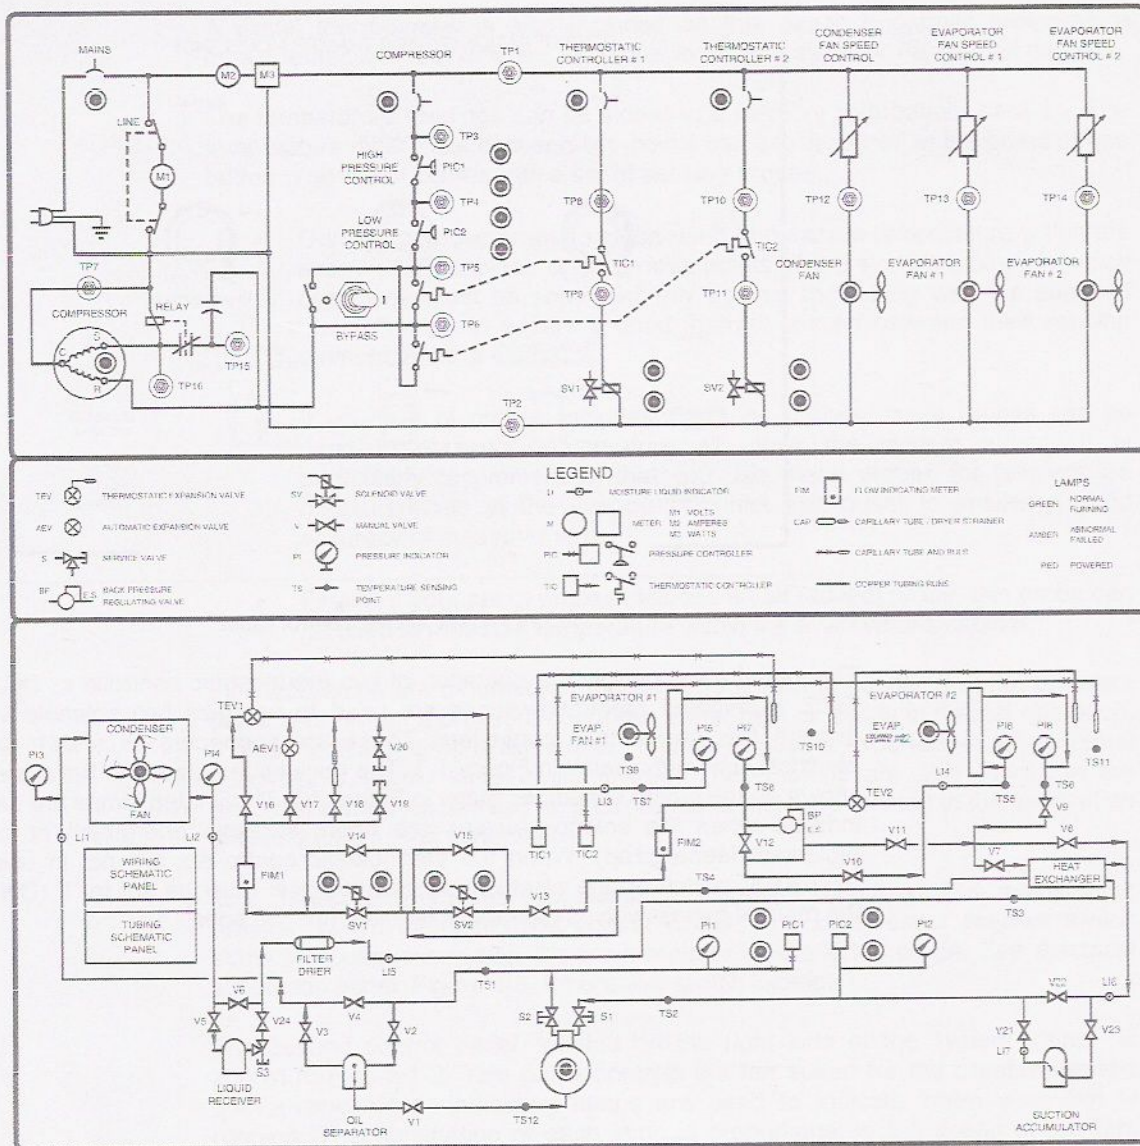 MAINS
COMPRESSOR
TP1
THERMOSTATIC CONTROLLER # 1
THERMOSTATIC CONTROLLER # 2
CONDENSER FAN SPEED CONTROL
EVAPORATOR FAN SPEED CONTROL # 1
EVAPORATOR FAN SPEED CONTROL # 2
M2
M3
LINE
M1
TP3
HIGH PRESSURE CONTROL
PIC1
TP4
LOW PRESSURE CONTROL
PIC2
TP5
TP8
TP10
TP12
TP13
TP14
TIC1
TIC2
TP7
COMPRESSOR
RELAY
BYPASS
I
TP6
TP9
TP11
CONDENSER FAN
EVAPORATOR FAN # 1
EVAPORATOR FAN # 2
C
S
R
TP15
TP16
SV1
SV2
TP2
LEGEND
TEV
THERMOSTATIC EXPANSION VALVE
AEV
AUTOMATIC EXPANSION VALVE
S
SERVICE VALVE
BP
E.S
BACK PRESSURE REGULATING VALVE
SV
SOLENOID VALVE
V
MANUAL VALVE
PI
PRESSURE INDICATOR
TS
TEMPERATURE SENSING POINT
LI
MOISTURE LIQUID INDICATOR
M
METER
M1 VOLTS
M2 AMPERES
M3 WATTS
PIC
PRESSURE CONTROLLER
TIC
THERMOSTATIC CONTROLLER
FIM
FLOW INDICATING METER
CAP
CAPILLARY TUBE / DRYER STRAINER
CAPILLARY TUBE AND BULB
COPPER TUBING RUNS
LAMPS
GREEN NORMAL RUNNING
AMBER ABNORMAL FAILED
RED POWERED
TEV1
EVAPORATOR #1
EVAPORATOR #2
PI3
CONDENSER
FAN
PI4
AEV1
V20
EVAP. FAN #1
PI5
PI7
TS10
EVAP.
PI6
PI8
TS11
TS9
LI4
TEV2
V16
V17
V18
V19
LI3
TS7
TS8
TS5
TS6
V9
LI1
LI2
V14
V15
FIM1
FIM2
TIC1
TIC2
BP
E.S
V12
V11
V10
V8
V7
HEAT EXCHANGER
WIRING SCHEMATIC PANEL
TUBING SCHEMATIC PANEL
SV1
SV2
V13
TS4
TS3
FILTER DRIER
LI5
PI1
PIC1
PIC2
PI2
TS1
V6
V5
V24
V4
V3
V2
S3
S2
S1
TS2
V22
LI6
V21
V23
LI7
LIQUID RECEIVER
OIL SEPARATOR
V1
TS12
SUCTION ACCUMULATOR